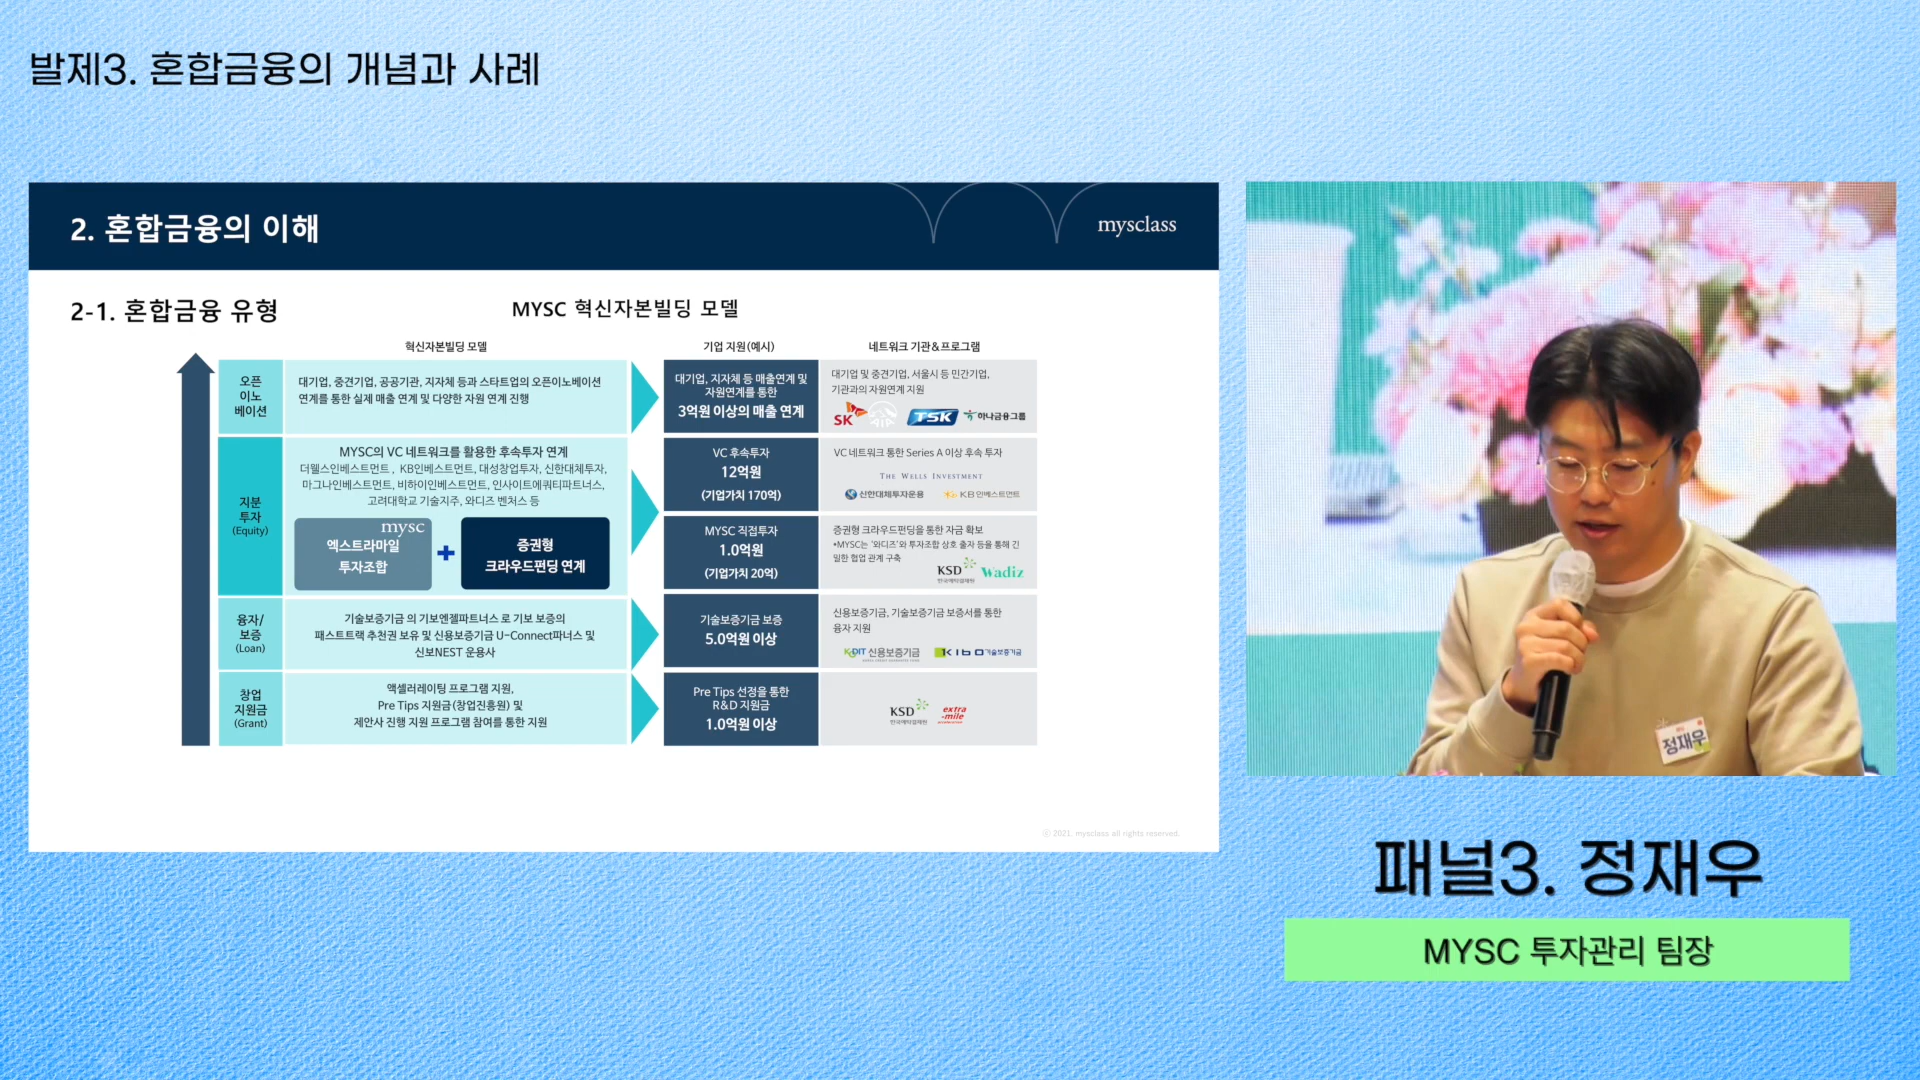 발제3. 혼합금융의 개념과 사례
2. 혼합금융의 이해
mysclass
2-1. 혼합금융 유형
MYSC 혁신자본빌딩 모델
혁신자본빌딩 모델
기업 지원(예시)
네트워크 기관&프로그램
오픈
이노
베이션
대기업, 중견기업, 공공기관, 지자체 등과 스타트업의 오픈이노베이션
연계를 통한 실제 매출 연계 및 다양한 자원 연계 진행
대기업, 지자체 등 매출연계 및
자원연계를 통한
3억원 이상의 매출 연계
대기업 및 중견기업, 서울시 등 민간기업,
기관과의 자원연계 지원
SK
AIA
TSK
하나금융그룹
지분
투자
(Equity)
MYSC의 VC 네트워크를 활용한 후속투자 연계
더웰스인베스트먼트, KB인베스트먼트, 대성창업투자, 신한대체투자,
마그나인베스트먼트, 비하이인베스트먼트, 인사이트에쿼티파트너스,
고려대학교 기술지주, 와디즈 벤처스 등
mysc
엑스트라마일
투자조합
+
증권형
크라우드펀딩 연계
VC 후속투자
12억원
(기업가치 170억)
VC 네트워크 통한 Series A 이상 후속 투자
THE WELLS INVESTMENT
신한대체투자운용
KB인베스트먼트
MYSC 직접투자
1.0억원
(기업가치 20억)
증권형 크라우드펀딩을 통한 자금 확보
*MYSC는 '와디즈'와 투자조합 상호 출자 등을 통해 긴
밀한 협업 관계 구축
KSD
한국예탁결제원
Wadiz
융자/
보증
(Loan)
기술보증기금 의 기보엔젤파트너스 로 기보 보증의
패스트트랙 추천권 보유 및 신용보증기금 U-Connect파너스 및
신보NEST 운용사
기술보증기금 보증
5.0억원 이상
신용보증기금, 기술보증기금 보증서를 통한
융자 지원
KODIT 신용보증기금
KIBO 기술보증기금
창업
지원금
(Grant)
액셀러레이팅 프로그램 지원,
Pre Tips 지원금(창업진흥원) 및
제안사 진행 지원 프로그램 참여를 통한 지원
Pre Tips 선정을 통한
R&D 지원금
1.0억원 이상
KSD
한국예탁결제원
extra
-mile
ⓒ 2021. mysclass all rights reserved.
정재우
패널3. 정재우
MYSC 투자관리 팀장